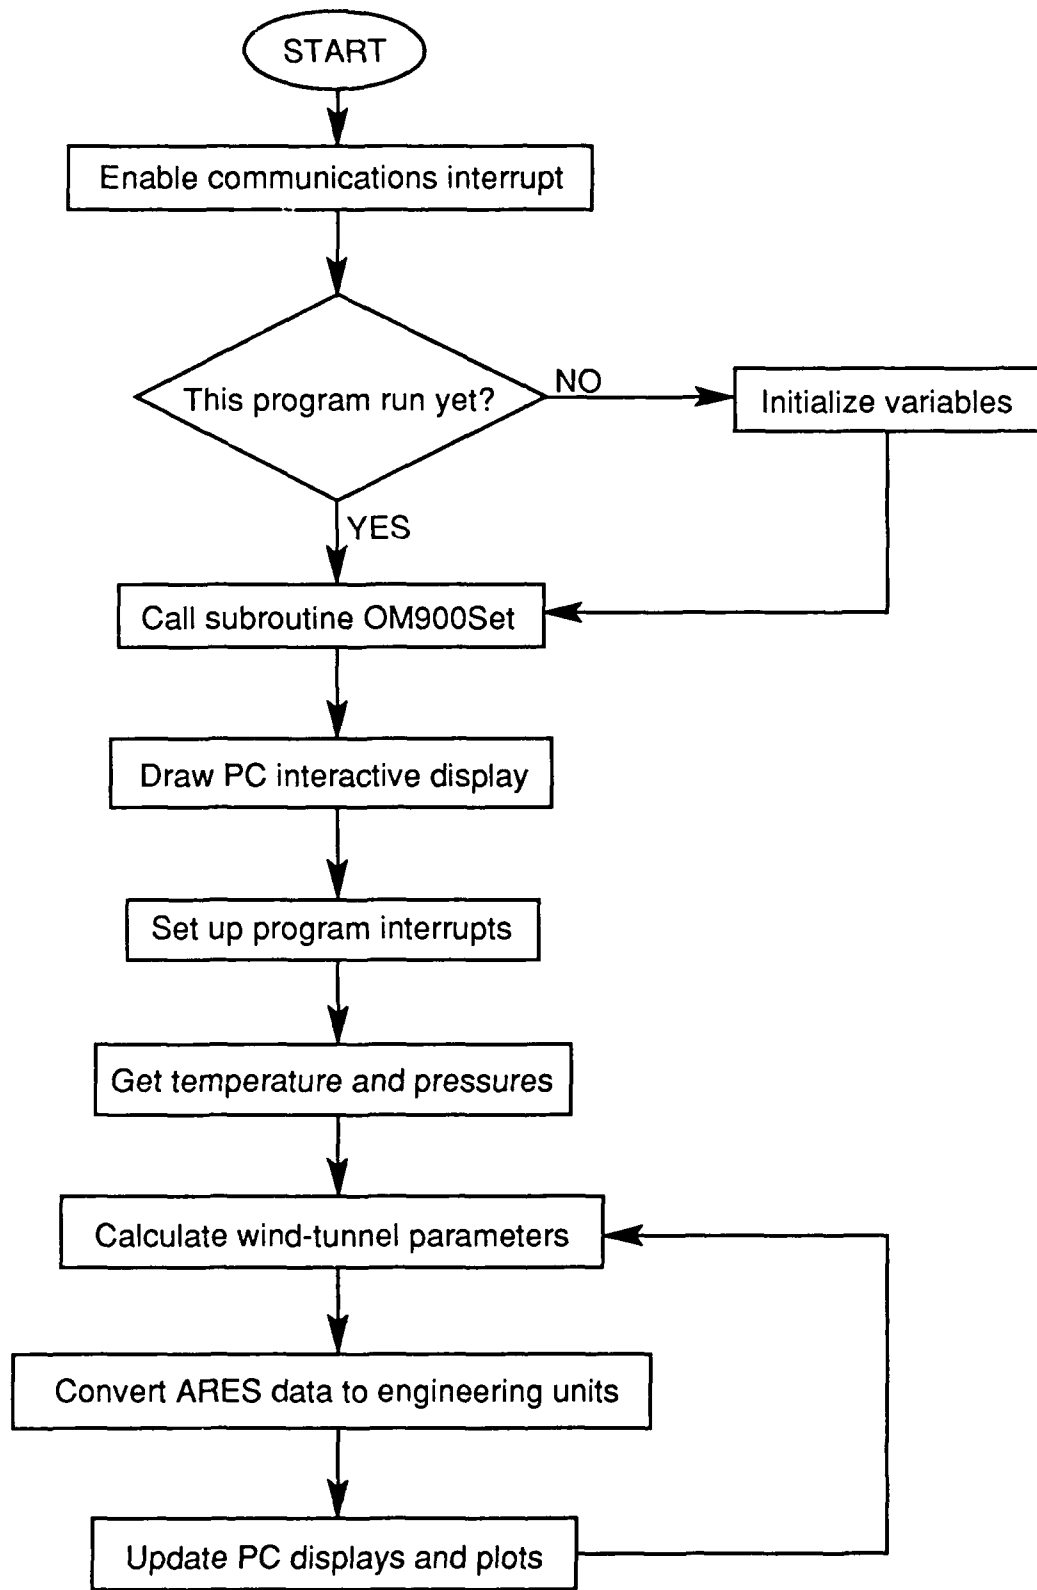 START
Enable communications interrupt
This program run yet?
NO
Initialize variables
YES
Call subroutine OM900Set
Draw PC interactive display
Set up program interrupts
Get temperature and pressures
Calculate wind-tunnel parameters
Convert ARES data to engineering units
Update PC displays and plots